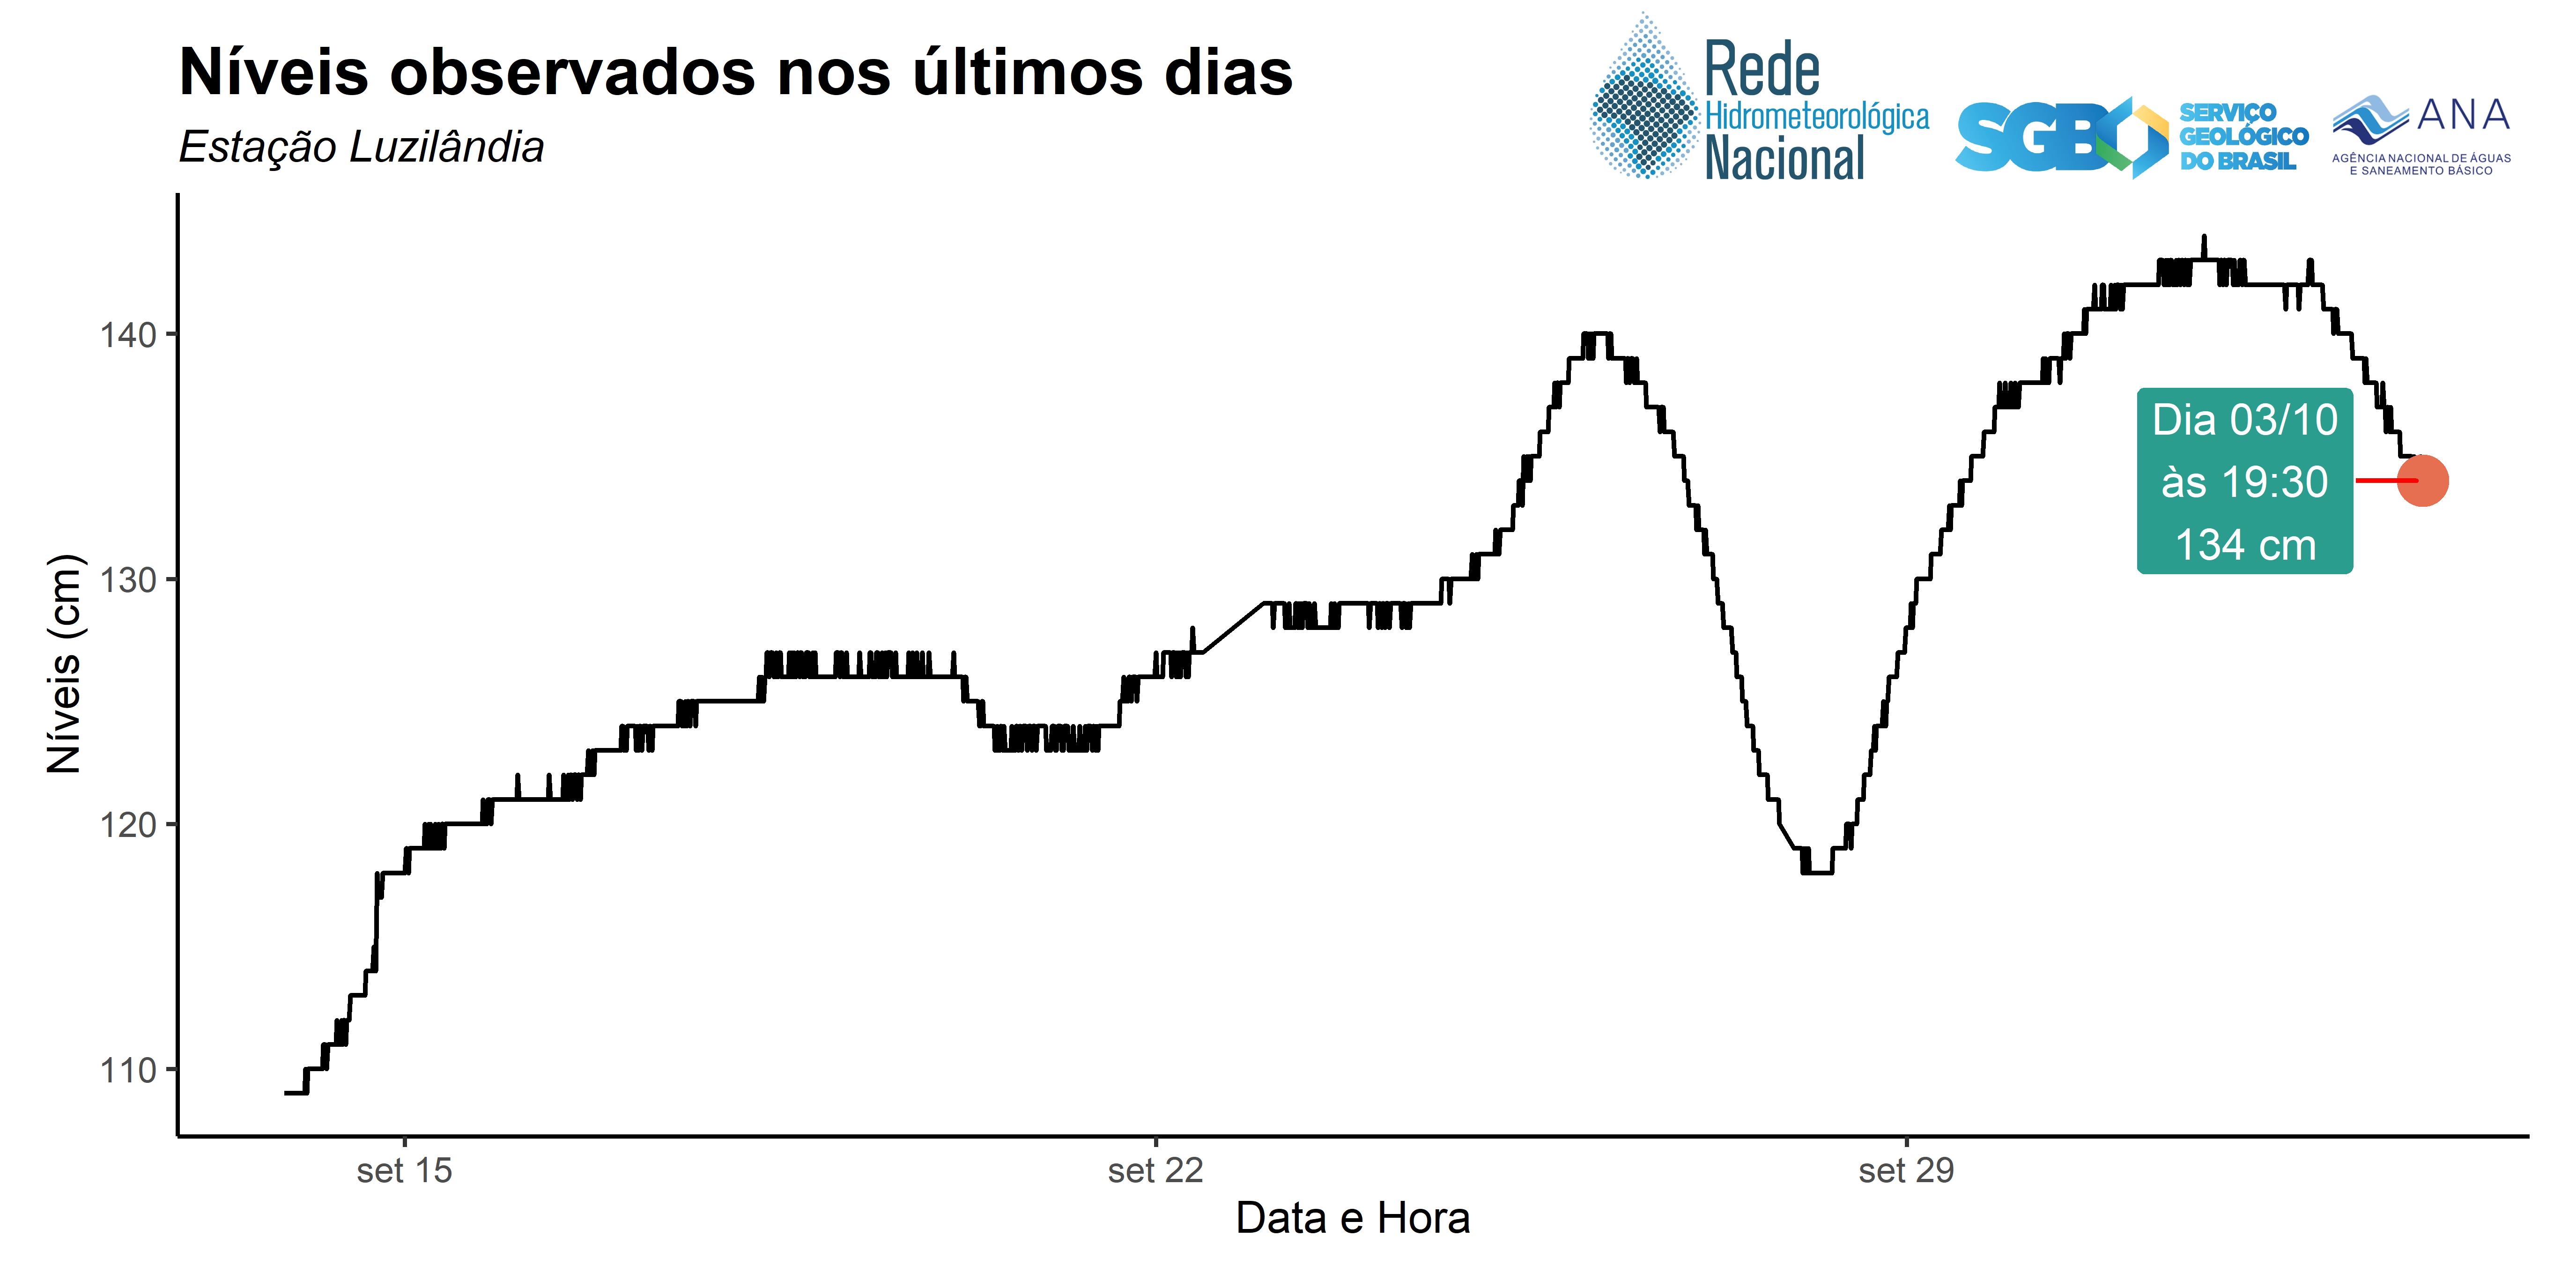 Níveis observados nos últimos dias
Estação Luzilândia
Rede
Hidrometeorológica
Nacional
SGB
SERVIÇO
GEOLÓGICO
DO BRASIL
ANA
AGÊNCIA NACIONAL DE ÁGUAS
E SANEAMENTO BÁSICO
Níveis (cm)
140
130
120
110
Dia 03/10
às 19:30
134 cm
set 15
set 22
set 29
Data e Hora